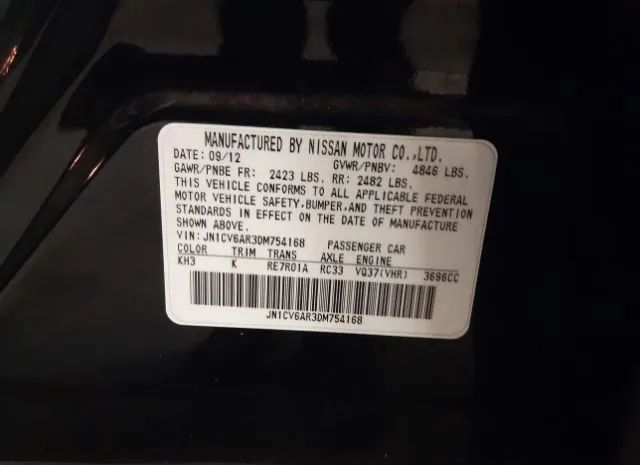 MANUFACTURED BY NISSAN MOTOR CO.,LTD.
DATE: 09/12 GVWR/PNBV: 4846 LBS.
GAWR/PNBE FR: 2423 LBS. RR: 2482 LBS.
THIS VEHICLE CONFORMS TO ALL APPLICABLE FEDERAL
MOTOR VEHICLE SAFETY,BUMPER,AND THEFT PREVENTION
STANDARDS IN EFFECT ON THE DATE OF MANUFACTURE
SHOWN ABOVE.
VIN: JN1CV6AR3DM754168 PASSENGER CAR
COLOR TRIM TRANS AXLE ENGINE
KH3 K RE7R01A RC33 VQ37(VHR) 3696CC
JN1CV6AR3DM754168